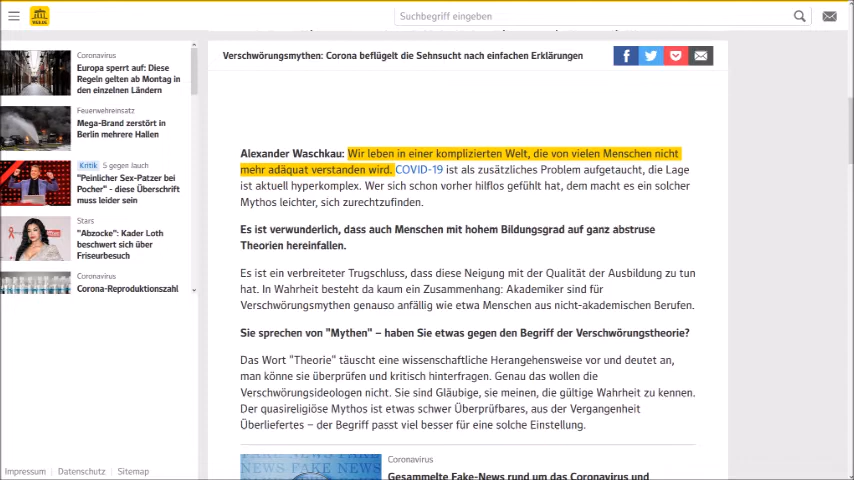 WEB.DE
Suchbegriff eingeben
Coronavirus
Europa sperrt auf: Diese
Regeln gelten ab Montag in
den einzelnen Ländern
Feuerwehreinsatz
Mega-Brand zerstört in
Berlin mehrere Hallen
Kritik 5 gegen Jauch
"Peinlicher Sex-Patzer bei
Pocher" - diese Überschrift
muss leider sein
Stars
"Abzocke": Kader Loth
beschwert sich über
Friseurbesuch
Coronavirus
Corona-Reproduktionszahl
Impressum Datenschutz Sitemap
Verschwörungsmythen: Corona beflügelt die Sehnsucht nach einfachen Erklärungen
Alexander Waschkau: Wir leben in einer komplizierten Welt, die von vielen Menschen nicht
mehr adäquat verstanden wird. COVID-19 ist als zusätzliches Problem aufgetaucht, die Lage
ist aktuell hyperkomplex. Wer sich schon vorher hilflos gefühlt hat, dem macht es ein solcher
Mythos leichter, sich zurechtzufinden.
Es ist verwunderlich, dass auch Menschen mit hohem Bildungsgrad auf ganz abstruse
Theorien hereinfallen.
Es ist ein verbreiteter Trugschluss, dass diese Neigung mit der Qualität der Ausbildung zu tun
hat. In Wahrheit besteht da kaum ein Zusammenhang: Akademiker sind für
Verschwörungsmythen genauso anfällig wie etwa Menschen aus nicht-akademischen Berufen.
Sie sprechen von "Mythen" – haben Sie etwas gegen den Begriff der Verschwörungstheorie?
Das Wort "Theorie" täuscht eine wissenschaftliche Herangehensweise vor und deutet an,
man könne sie überprüfen und kritisch hinterfragen. Genau das wollen die
Verschwörungsideologen nicht. Sie sind Gläubige, sie meinen, die gültige Wahrheit zu kennen.
Der quasireligiöse Mythos ist etwas schwer Überprüfbares, aus der Vergangenheit
Überliefertes – der Begriff passt viel besser für eine solche Einstellung.
NEWS FAKE NEWS
Coronavirus
Gesammelte Fake-News rund um das Coronavirus und